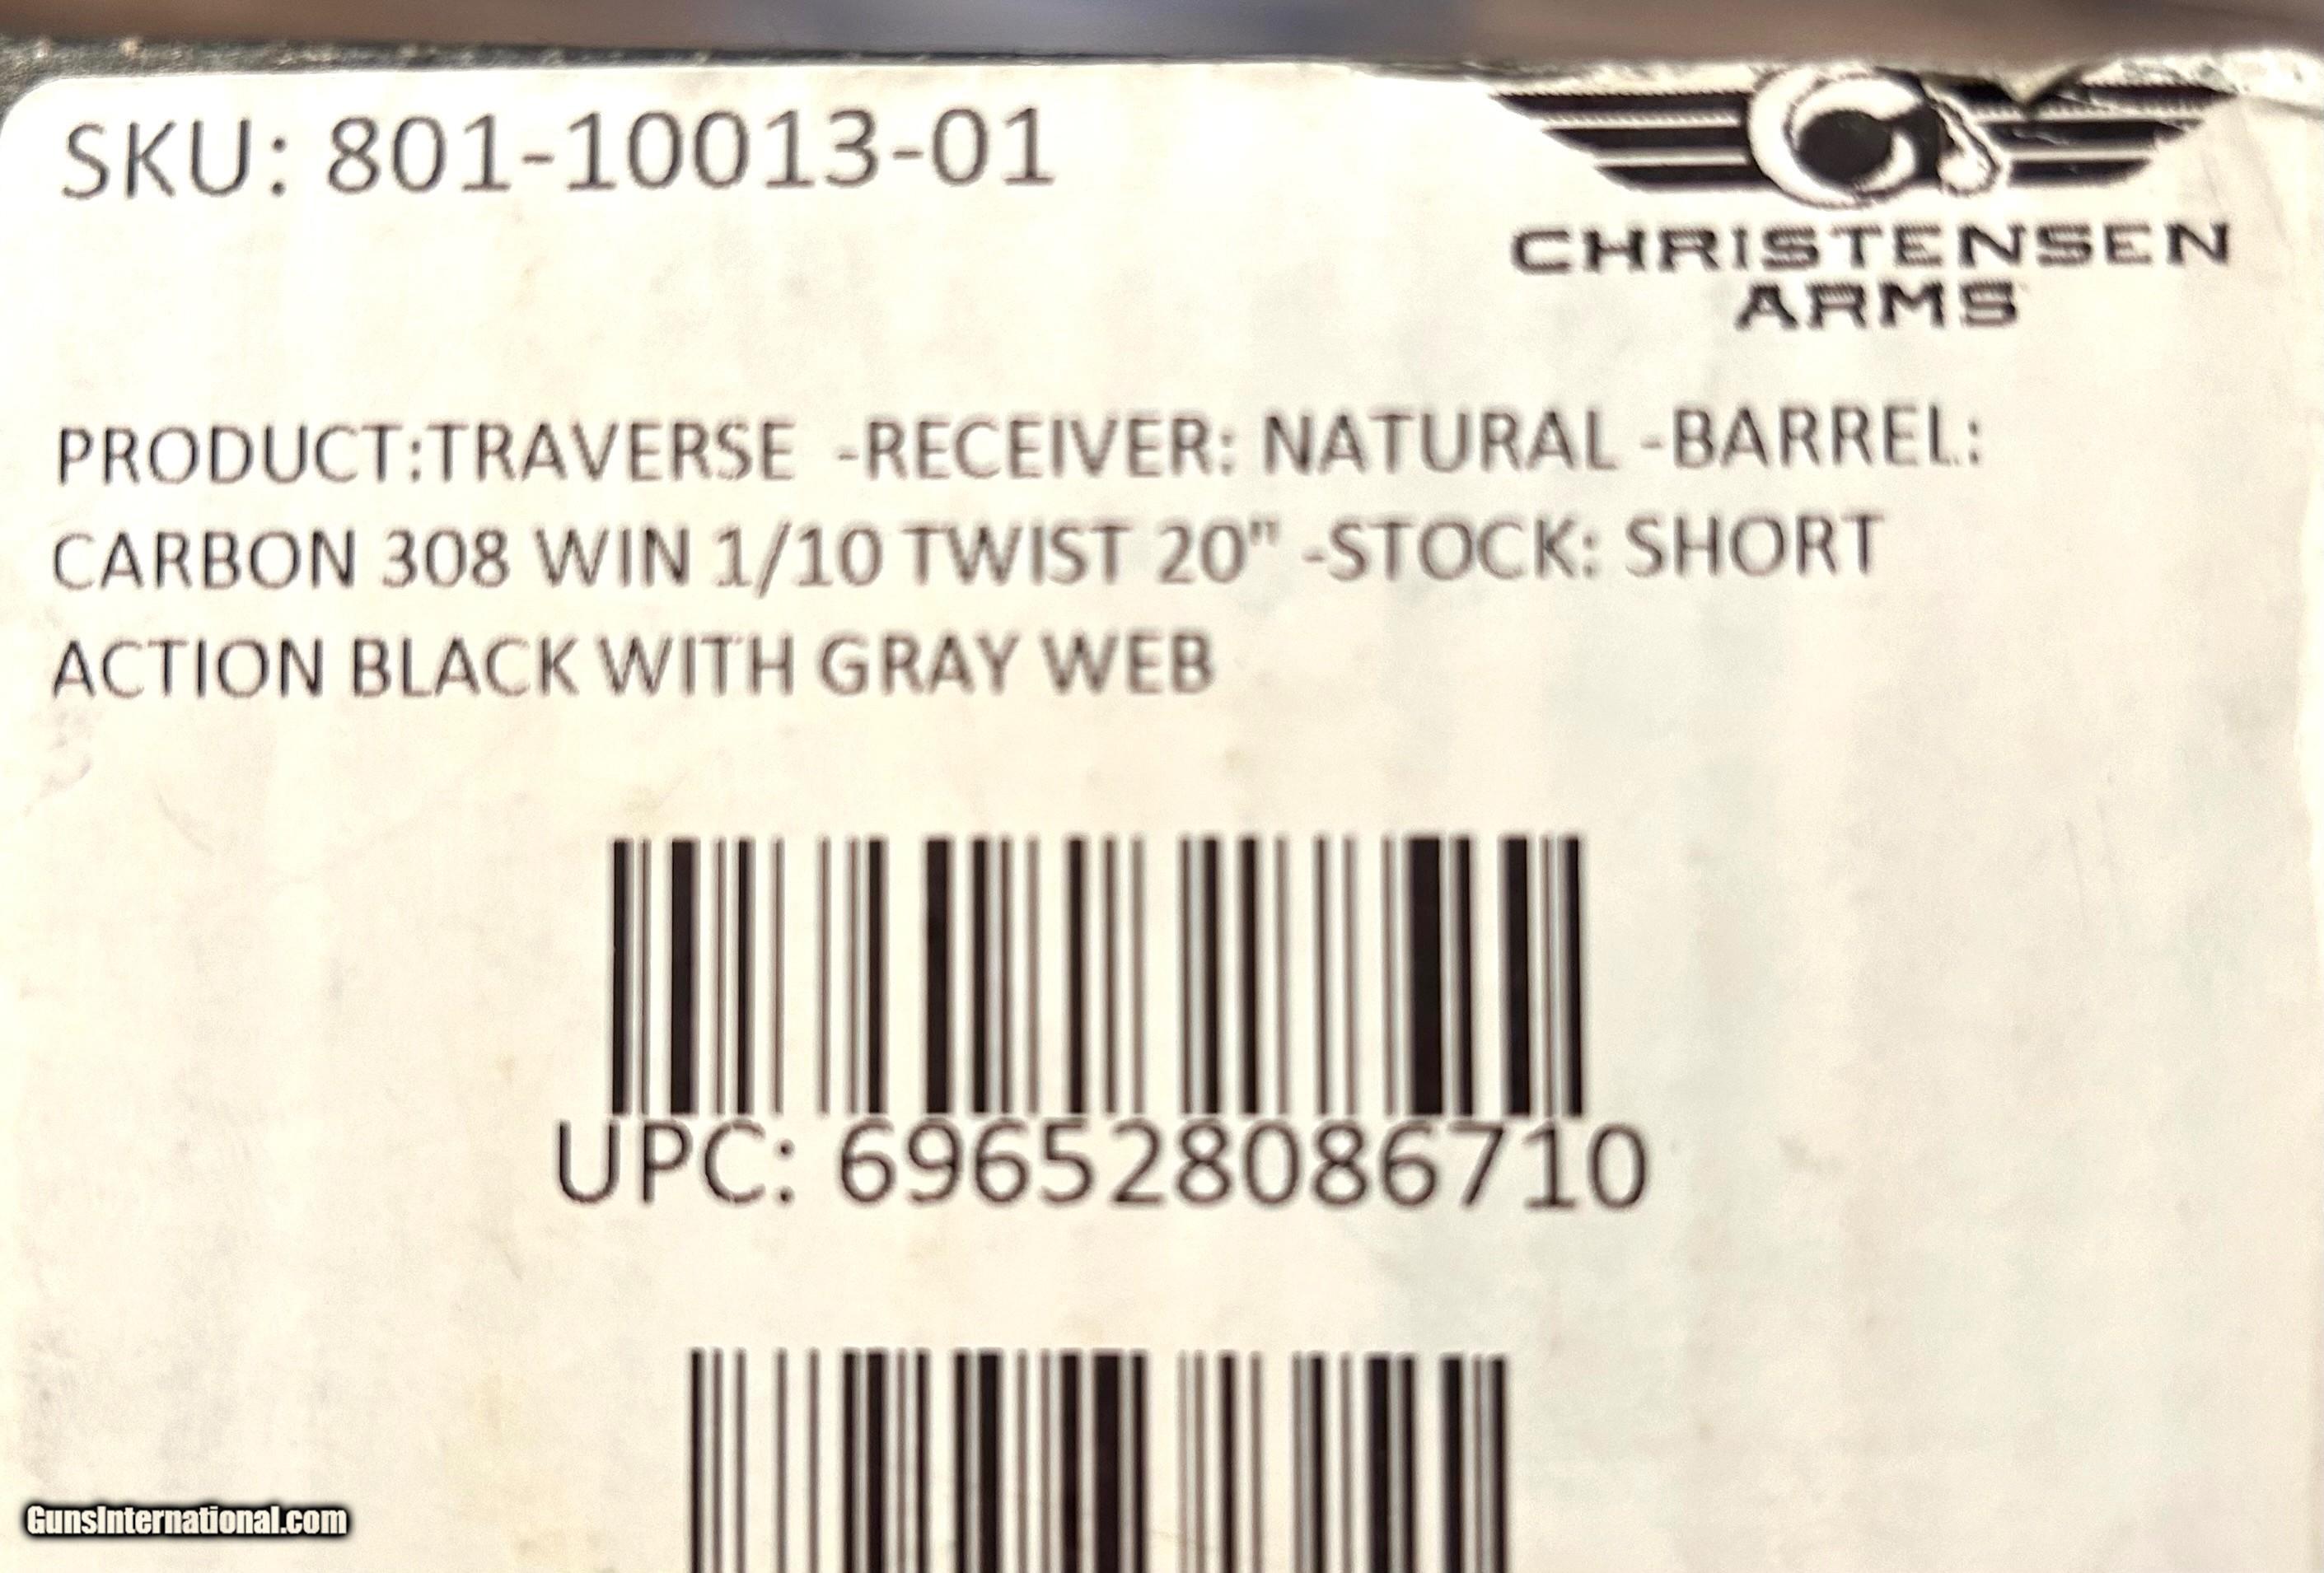 SKU: 801-10013-01
CHRISTENSEN
ARMS
PRODUCT:TRAVERSE -RECEIVER: NATURAL -BARREL:
CARBON 308 WIN 1/10 TWIST 20" -STOCK: SHORT
ACTION BLACK WITH GRAY WEB
UPC: 696528086710
GunsInternational.com